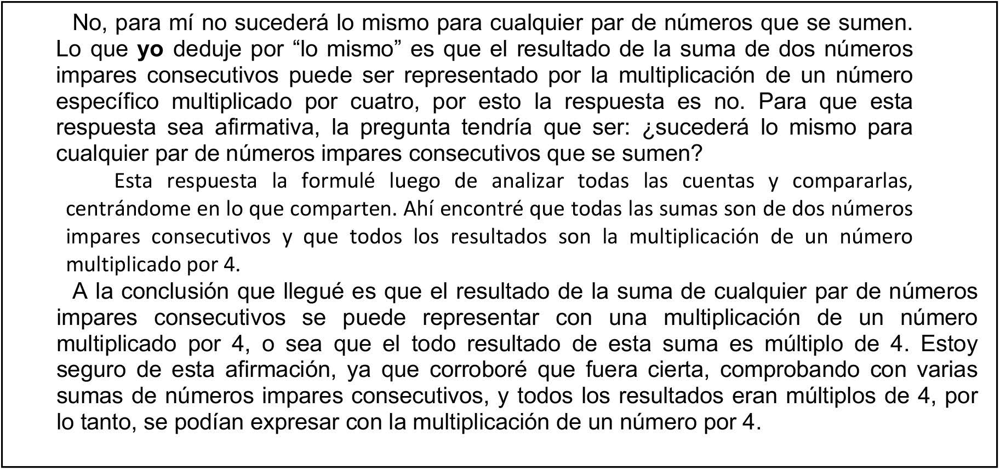 No, para mí no sucederá lo mismo para cualquier par de números que se sumen.
Lo que yo deduje por “lo mismo” es que el resultado de la suma de dos números
impares consecutivos puede ser representado por la multiplicación de un número
específico multiplicado por cuatro, por esto la respuesta es no. Para que esta
respuesta sea afirmativa, la pregunta tendría que ser: ¿sucederá lo mismo para
cualquier par de números impares consecutivos que se sumen?
Esta respuesta la formulé luego de analizar todas las cuentas y compararlas,
centrándome en lo que comparten. Ahí encontré que todas las sumas son de dos números
impares consecutivos y que todos los resultados son la multiplicación de un número
multiplicado por 4.
A la conclusión que llegué es que el resultado de la suma de cualquier par de números
impares consecutivos se puede representar con una multiplicación de un número
multiplicado por 4, o sea que el todo resultado de esta suma es múltiplo de 4. Estoy
seguro de esta afirmación, ya que corroboré que fuera cierta, comprobando con varias
sumas de números impares consecutivos, y todos los resultados eran múltiplos de 4, por
lo tanto, se podían expresar con la multiplicación de un número por 4.